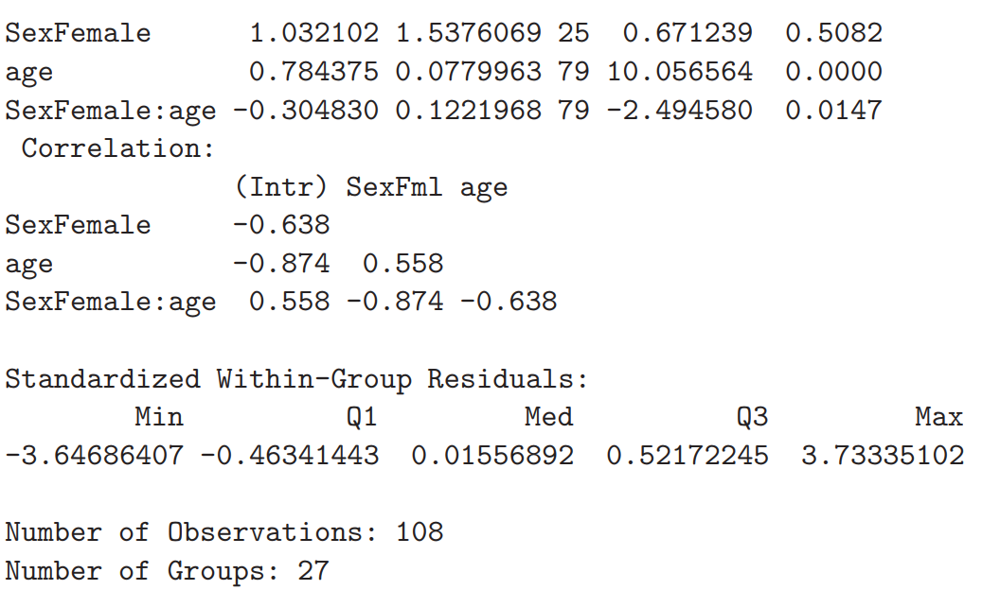 SexFemale 1.032102 1.5376069 25 0.671239 0.5082
age 0.784375 0.0779963 79 10.056564 0.0000
SexFemale:age -0.304830 0.1221968 79 -2.494580 0.0147
Correlation:
(Intr) SexFml age
SexFemale -0.638
age -0.874 0.558
SexFemale:age 0.558 -0.874 -0.638
Standardized Within-Group Residuals:
Min Q1 Med Q3 Max
-3.64686407 -0.46341443 0.01556892 0.52172245 3.73335102
Number of Observations: 108
Number of Groups: 27